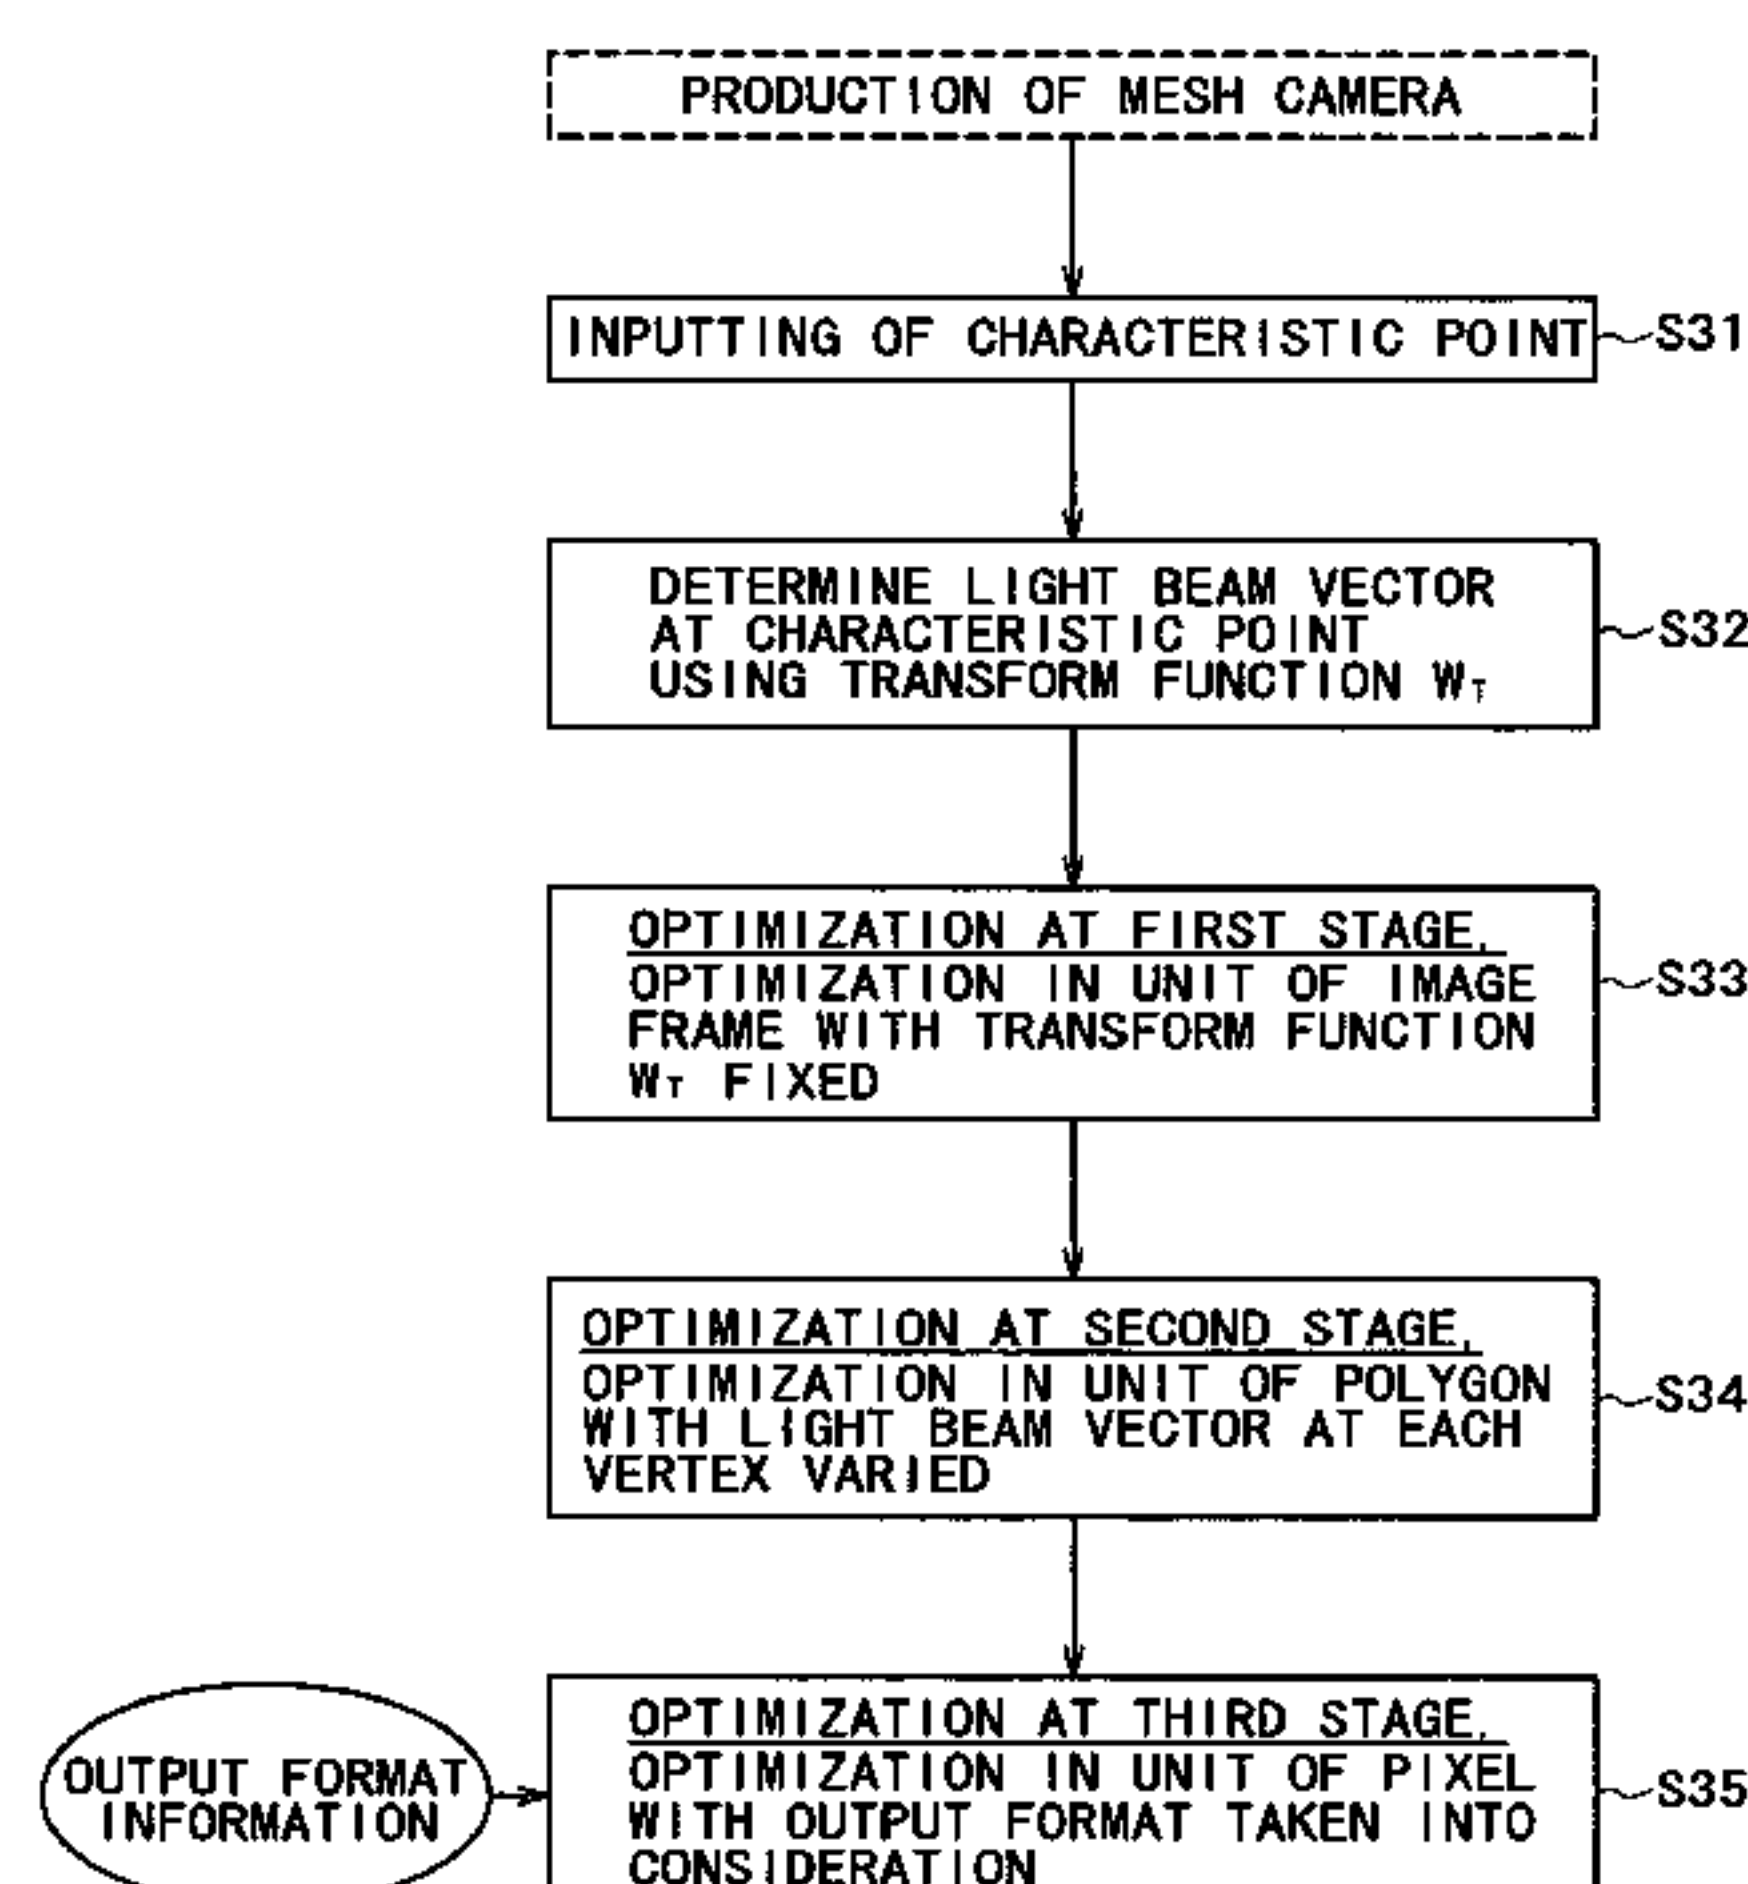 PRODUCTION OF MESH CAMERA
INPUTTING OF CHARACTERISTIC POINT
S31
DETERMINE LIGHT BEAM VECTOR
AT CHARACTERISTIC POINT
USING TRANSFORM FUNCTION WT
S32
OPTIMIZATION AT FIRST STAGE.
OPTIMIZATION IN UNIT OF IMAGE
FRAME WITH TRANSFORM FUNCTION
WT FIXED
S33
OPTIMIZATION AT SECOND STAGE.
OPTIMIZATION IN UNIT OF POLYGON
WITH LIGHT BEAM VECTOR AT EACH
VERTEX VARIED
S34
OUTPUT FORMAT
INFORMATION
OPTIMIZATION AT THIRD STAGE.
OPTIMIZATION IN UNIT OF PIXEL
WITH OUTPUT FORMAT TAKEN INTO
CONSIDERATION
S35